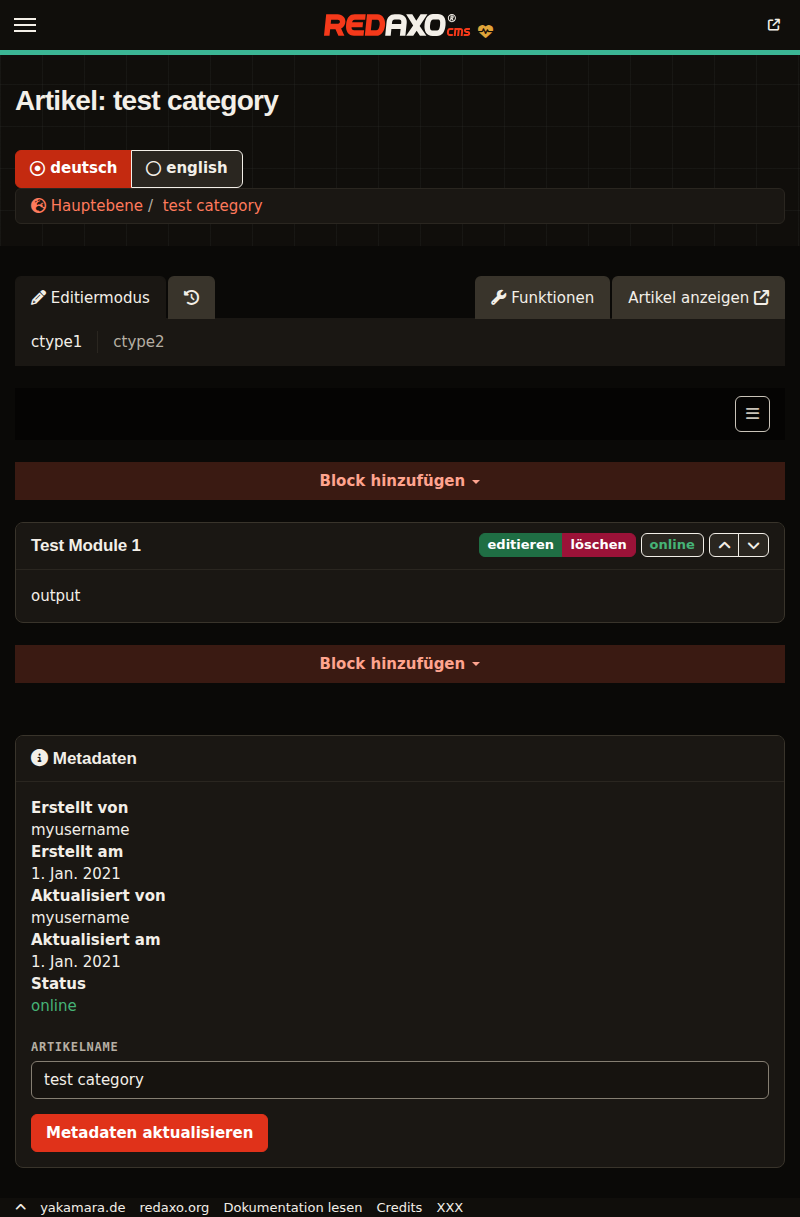 REDAXO® cms
Artikel: test category
deutsch english
Hauptebene / test category
Editiermodus Funktionen Artikel anzeigen
ctype1 ctype2
Block hinzufügen
Test Module 1 editieren löschen online
output
Block hinzufügen
Metadaten
Erstellt von
myusername
Erstellt am
1. Jan. 2021
Aktualisiert von
myusername
Aktualisiert am
1. Jan. 2021
Status
online
ARTIKELNAME
test category
Metadaten aktualisieren
yakamara.de redaxo.org Dokumentation lesen Credits XXX